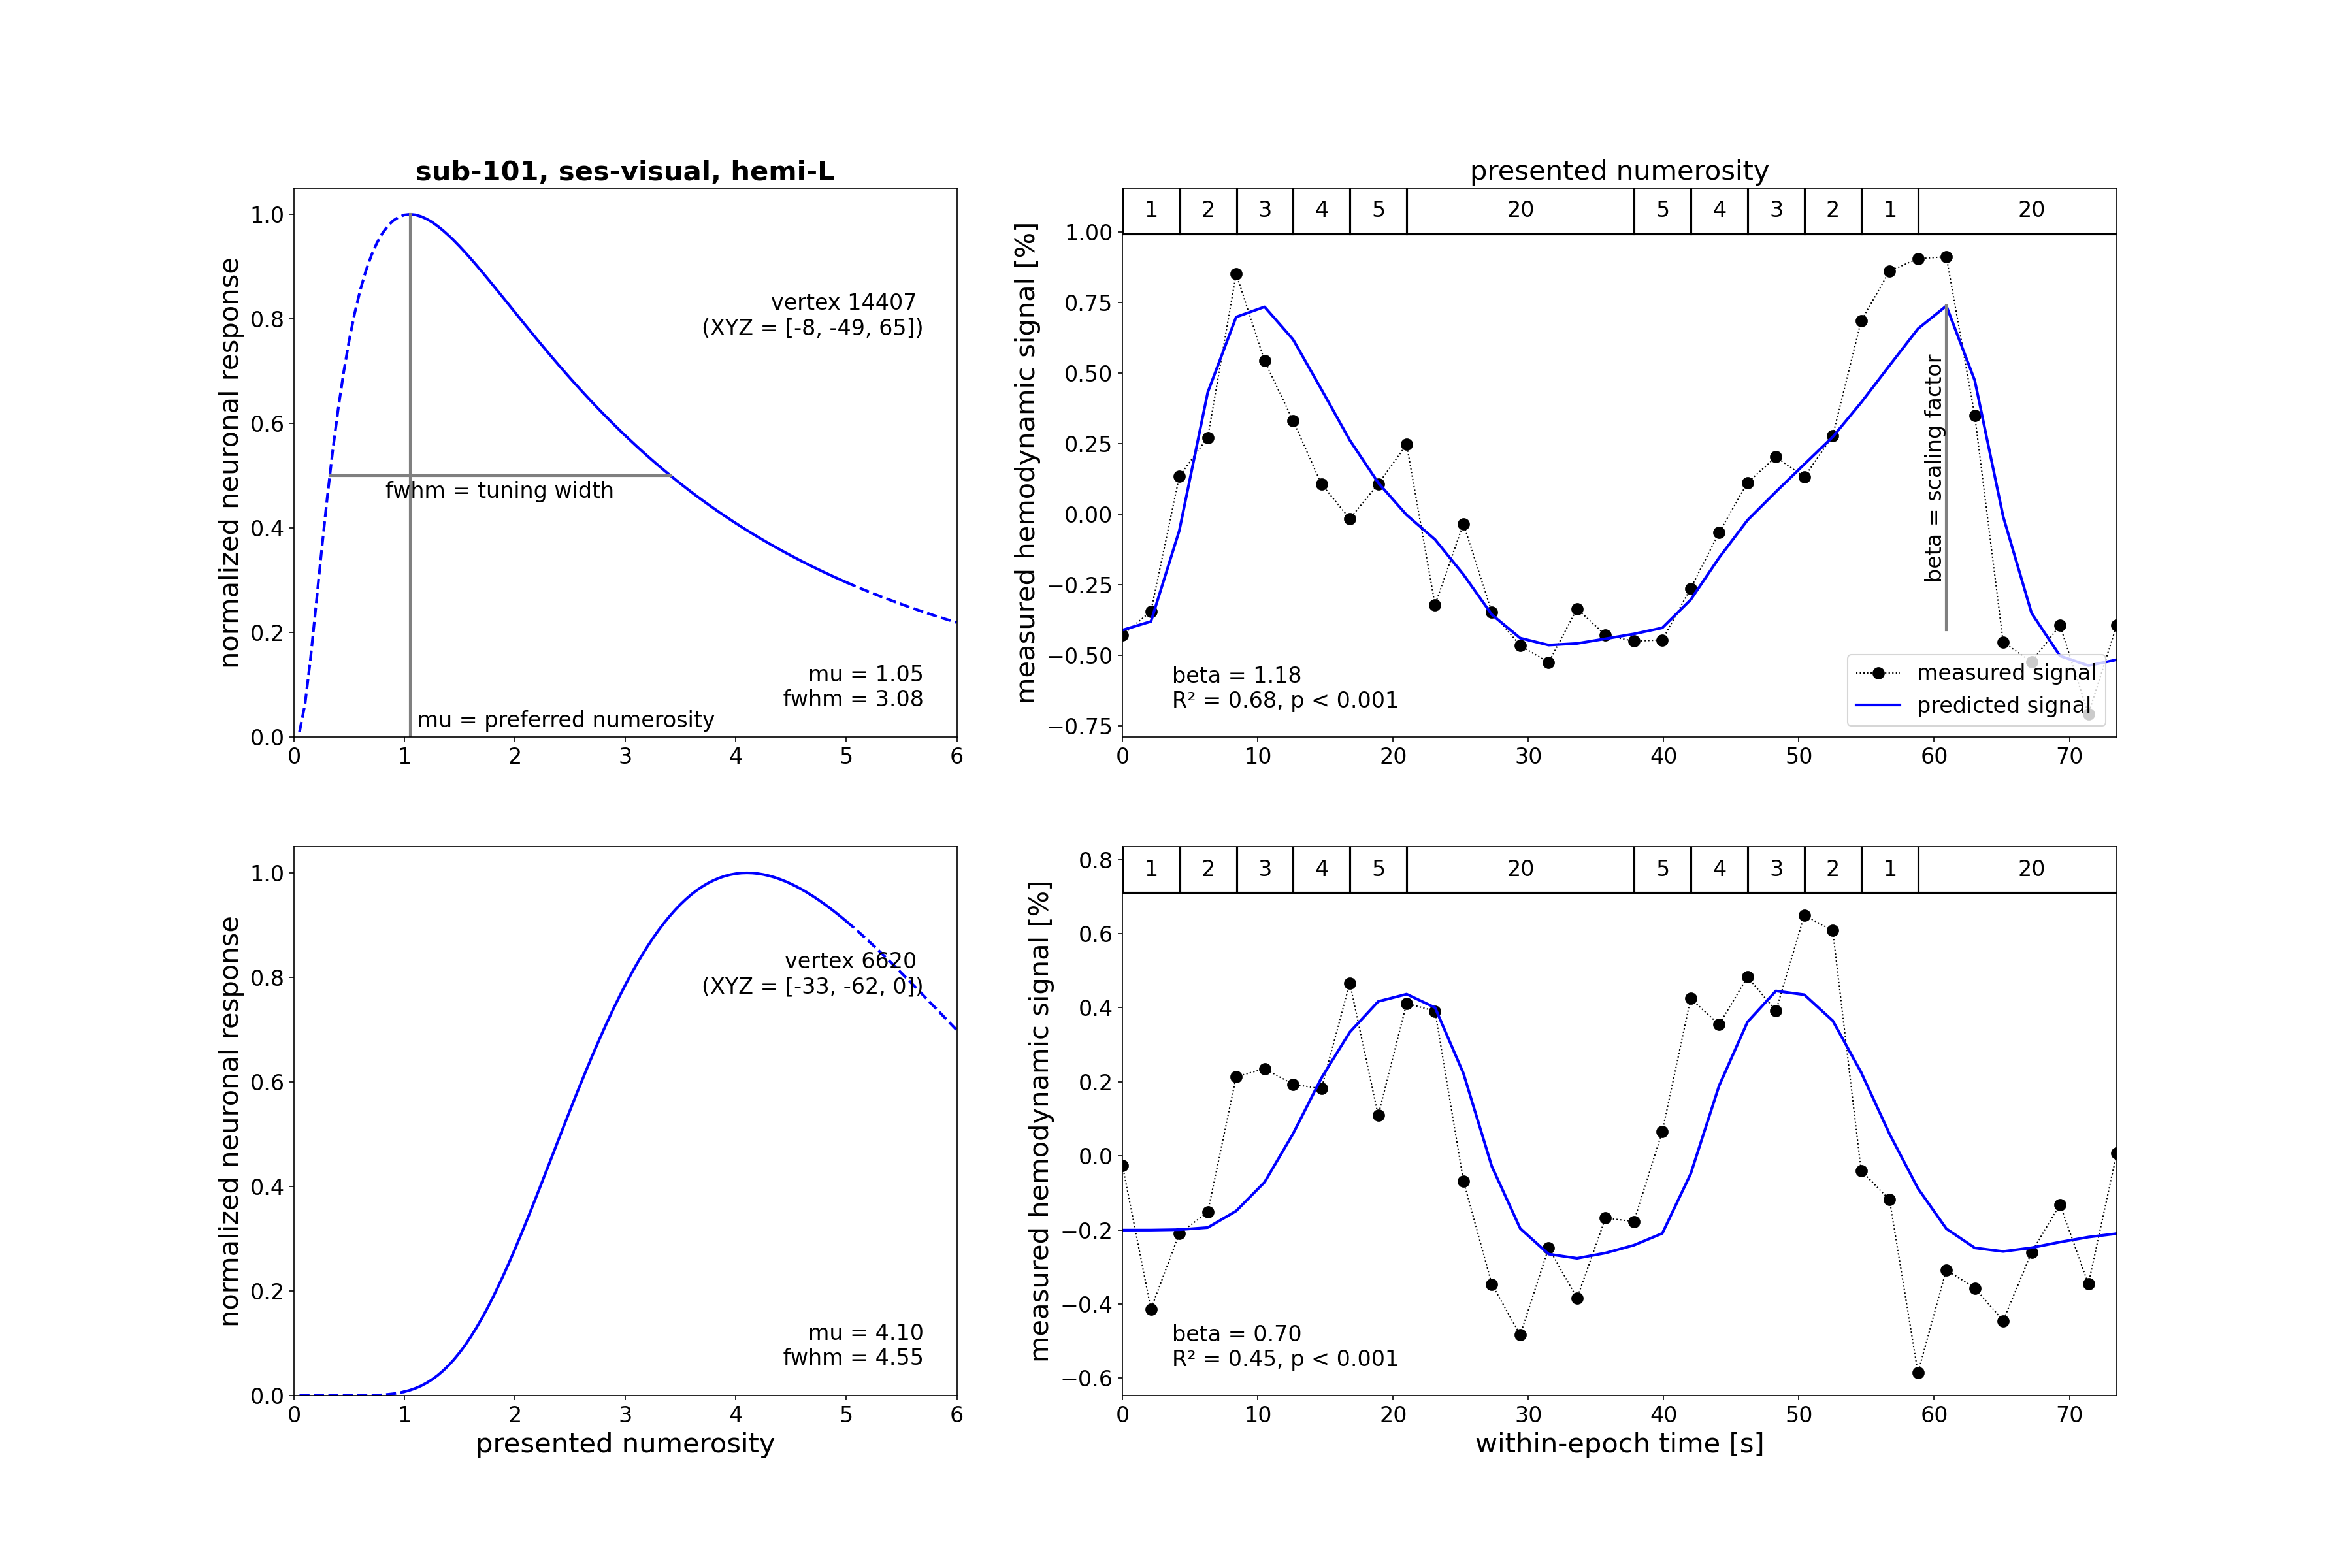 sub-101, ses-visual, hemi-L
normalized neuronal response
1.0
0.8
0.6
0.4
0.2
0.0
vertex 14407
(XYZ = [-8, -49, 65])
fwhm = tuning width
mu = 1.05
fwhm = 3.08
mu = preferred numerosity
0 1 2 3 4 5 6
presented numerosity
1 2 3 4 5 20 5 4 3 2 1 20
measured hemodynamic signal [%]
1.00
0.75
0.50
0.25
0.00
−0.25
−0.50
−0.75
beta = scaling factor
beta = 1.18
R² = 0.68, p < 0.001
measured signal
predicted signal
0 10 20 30 40 50 60 70
normalized neuronal response
1.0
0.8
0.6
0.4
0.2
0.0
vertex 6620
(XYZ = [-33, -62, 0])
mu = 4.10
fwhm = 4.55
0 1 2 3 4 5 6
presented numerosity
1 2 3 4 5 20 5 4 3 2 1 20
measured hemodynamic signal [%]
0.8
0.6
0.4
0.2
0.0
−0.2
−0.4
−0.6
beta = 0.70
R² = 0.45, p < 0.001
0 10 20 30 40 50 60 70
within-epoch time [s]